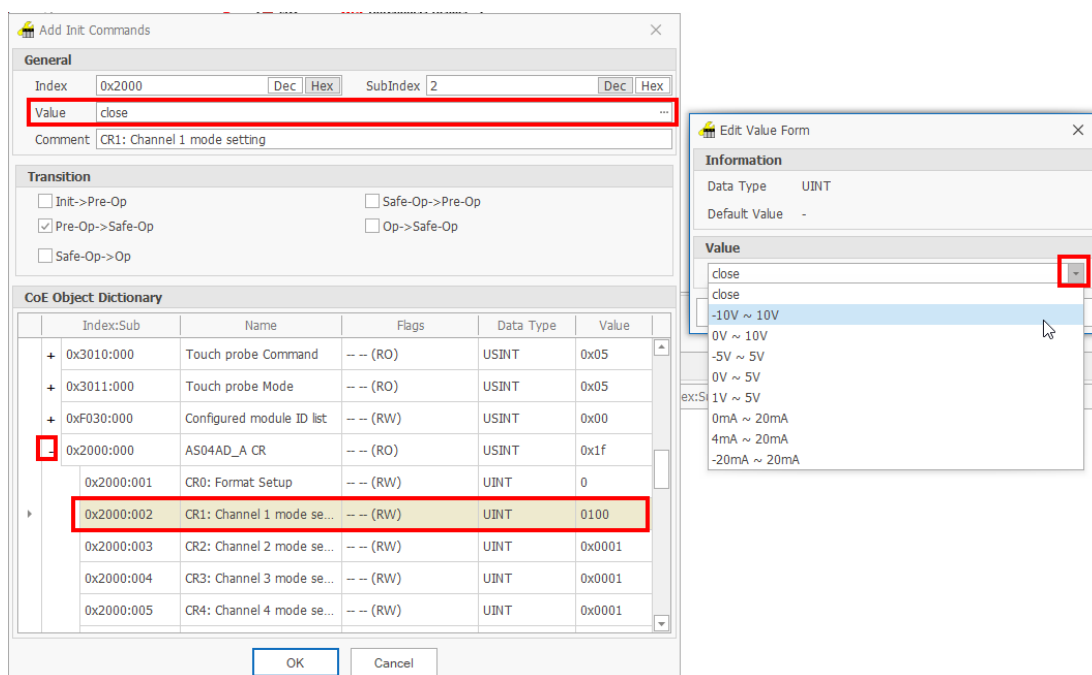 Add Init Commands
General
Index 0x2000 Dec Hex SubIndex 2 Dec Hex
Value close ...
Comment CR1: Channel 1 mode setting
Transition
Init->Pre-Op Safe-Op->Pre-Op
Pre-Op->Safe-Op Op->Safe-Op
Safe-Op->Op
CoE Object Dictionary
Index:Sub Name Flags Data Type Value
+ 0x3010:000 Touch probe Command -- -- (RO) USINT 0x05
+ 0x3011:000 Touch probe Mode -- -- (RO) USINT 0x05
+ 0xF030:000 Configured module ID list -- -- (RW) USINT 0x00
- 0x2000:000 AS04AD_A CR -- -- (RO) USINT 0x1f
0x2000:001 CR0: Format Setup -- -- (RW) UINT 0
0x2000:002 CR1: Channel 1 mode se... -- -- (RW) UINT 0100
0x2000:003 CR2: Channel 2 mode se... -- -- (RW) UINT 0x0001
0x2000:004 CR3: Channel 3 mode se... -- -- (RW) UINT 0x0001
0x2000:005 CR4: Channel 4 mode se... -- -- (RW) UINT 0x0001
OK Cancel
Edit Value Form
Information
Data Type UINT
Default Value -
Value
close
close
-10V ~ 10V
0V ~ 10V
-5V ~ 5V
0V ~ 5V
1V ~ 5V
0mA ~ 20mA
4mA ~ 20mA
-20mA ~ 20mA